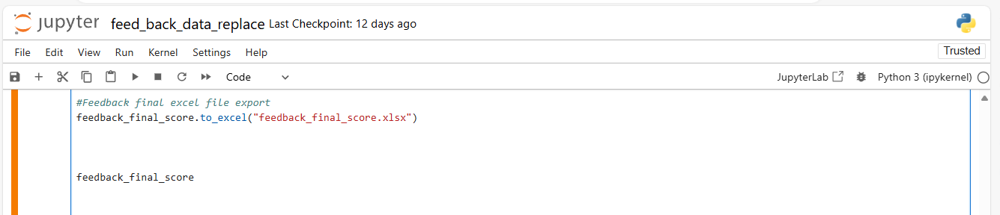 jupyter feed_back_data_replace Last Checkpoint: 12 days ago
File Edit View Run Kernel Settings Help Trusted
Code JupyterLab Python 3 (ipykernel)
#Feedback final excel file export
feedback_final_score.to_excel("feedback_final_score.xlsx")
feedback_final_score